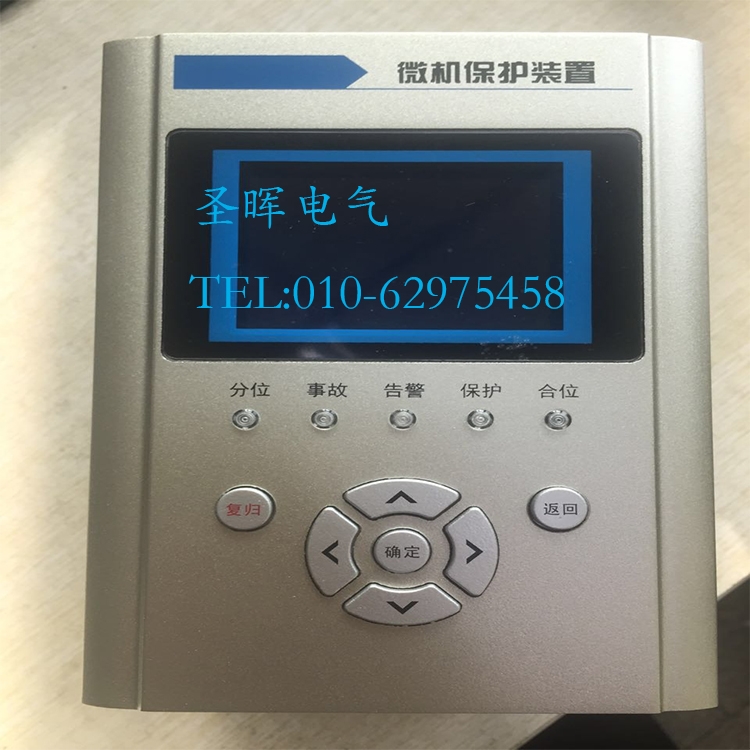 微机保护装置
圣晖电气
TEL:010-62975458
分位 事故 告警 保护 合位
复归 返回
确定